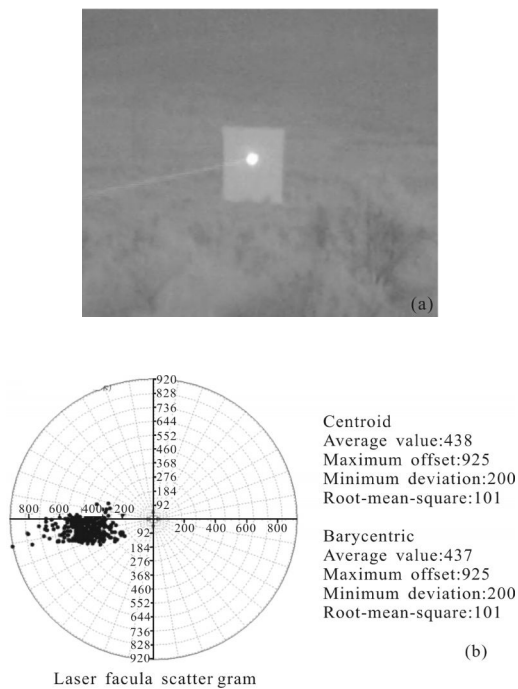 (a)
920
828
736
644
552
460
368
276
184
92
800 600 400 200
200 400 600 800
92
184
276
368
460
552
644
736
828
920
Centroid
Average value:438
Maximum offset:925
Minimum deviation:200
Root-mean-square:101
Barycentric
Average value:437
Maximum offset:925
Minimum deviation:200
Root-mean-square:101
(b)
Laser facula scatter gram